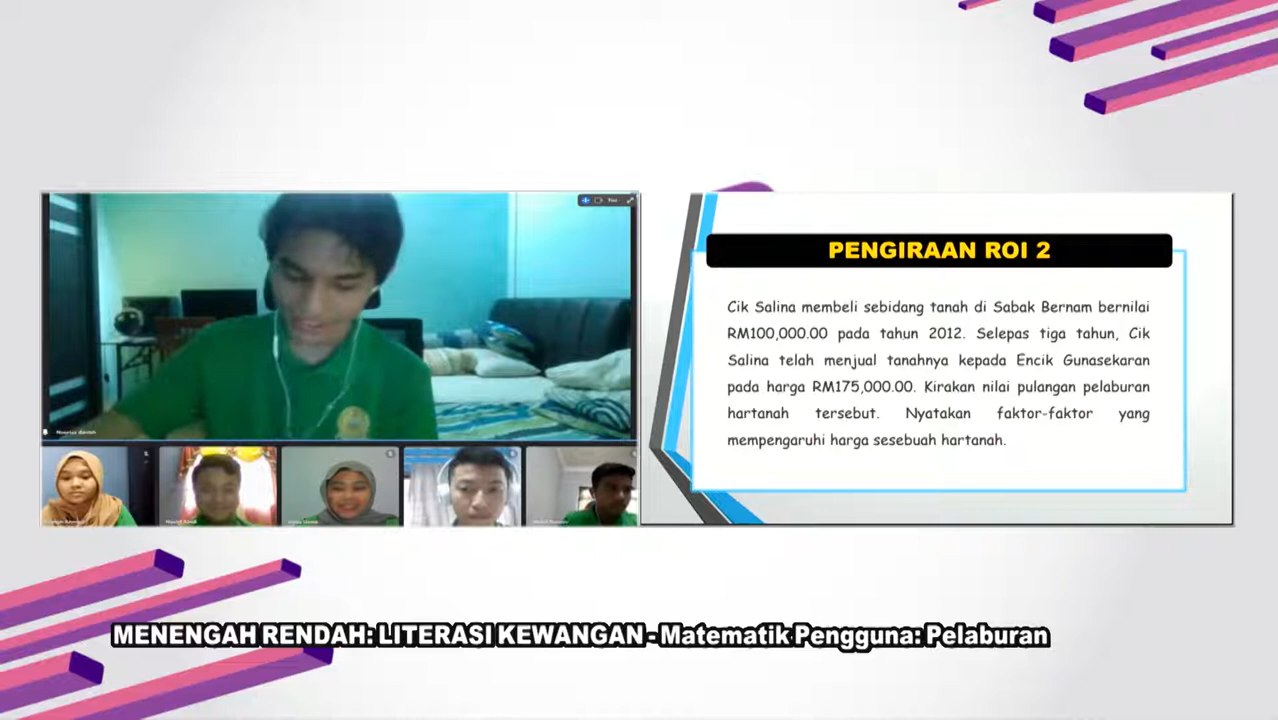 PENGIRAAN ROI 2
Cik Salina membeli sebidang tanah di Sabak Bernam bernilai
RM100,000.00 pada tahun 2012. Selepas tiga tahun, Cik
Salina telah menjual tanahnya kepada Encik Gunasekaran
pada harga RM175,000.00. Kirakan nilai pulangan pelaburan
hartanah tersebut. Nyatakan faktor-faktor yang
mempengaruhi harga sesebuah hartanah.
MENENGAH RENDAH: LITERASI KEWANGAN - Matematik Pengguna: Pelaburan